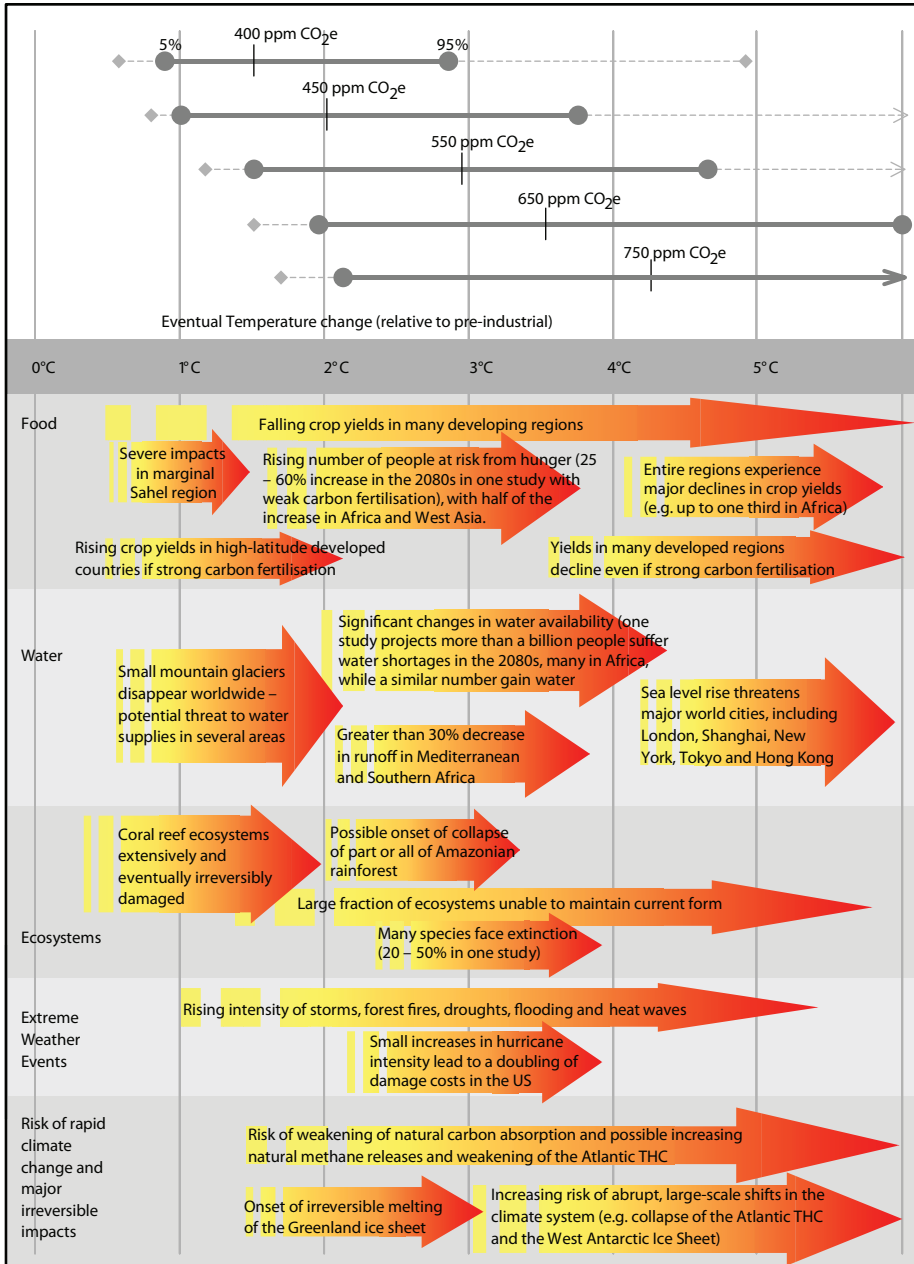 400 ppm CO2e
5%
95%
450 ppm CO2e
550 ppm CO2e
650 ppm CO2e
750 ppm CO2e
Eventual Temperature change (relative to pre-industrial)
0°C 1°C 2°C 3°C 4°C 5°C
Food
Falling crop yields in many developing regions
Severe impacts
in marginal
Sahel region
Rising number of people at risk from hunger (25
– 60% increase in the 2080s in one study with
weak carbon fertilisation), with half of the
increase in Africa and West Asia.
Entire regions experience
major declines in crop yields
(e.g. up to one third in Africa)
Rising crop yields in high-latitude developed
countries if strong carbon fertilisation
Yields in many developed regions
decline even if strong carbon fertilisation
Water
Small mountain glaciers
disappear worldwide –
potential threat to water
supplies in several areas
Significant changes in water availability (one
study projects more than a billion people suffer
water shortages in the 2080s, many in Africa,
while a similar number gain water
Greater than 30% decrease
in runoff in Mediterranean
and Southern Africa
Sea level rise threatens
major world cities, including
London, Shanghai, New
York, Tokyo and Hong Kong
Ecosystems
Coral reef ecosystems
extensively and
eventually irreversibly
damaged
Possible onset of collapse
of part or all of Amazonian
rainforest
Large fraction of ecosystems unable to maintain current form
Many species face extinction
(20 – 50% in one study)
Extreme
Weather
Events
Rising intensity of storms, forest fires, droughts, flooding and heat waves
Small increases in hurricane
intensity lead to a doubling of
damage costs in the US
Risk of rapid
climate
change and
major
irreversible
impacts
Risk of weakening of natural carbon absorption and possible increasing
natural methane releases and weakening of the Atlantic THC
Onset of irreversible melting
of the Greenland ice sheet
Increasing risk of abrupt, large-scale shifts in the
climate system (e.g. collapse of the Atlantic THC
and the West Antarctic Ice Sheet)